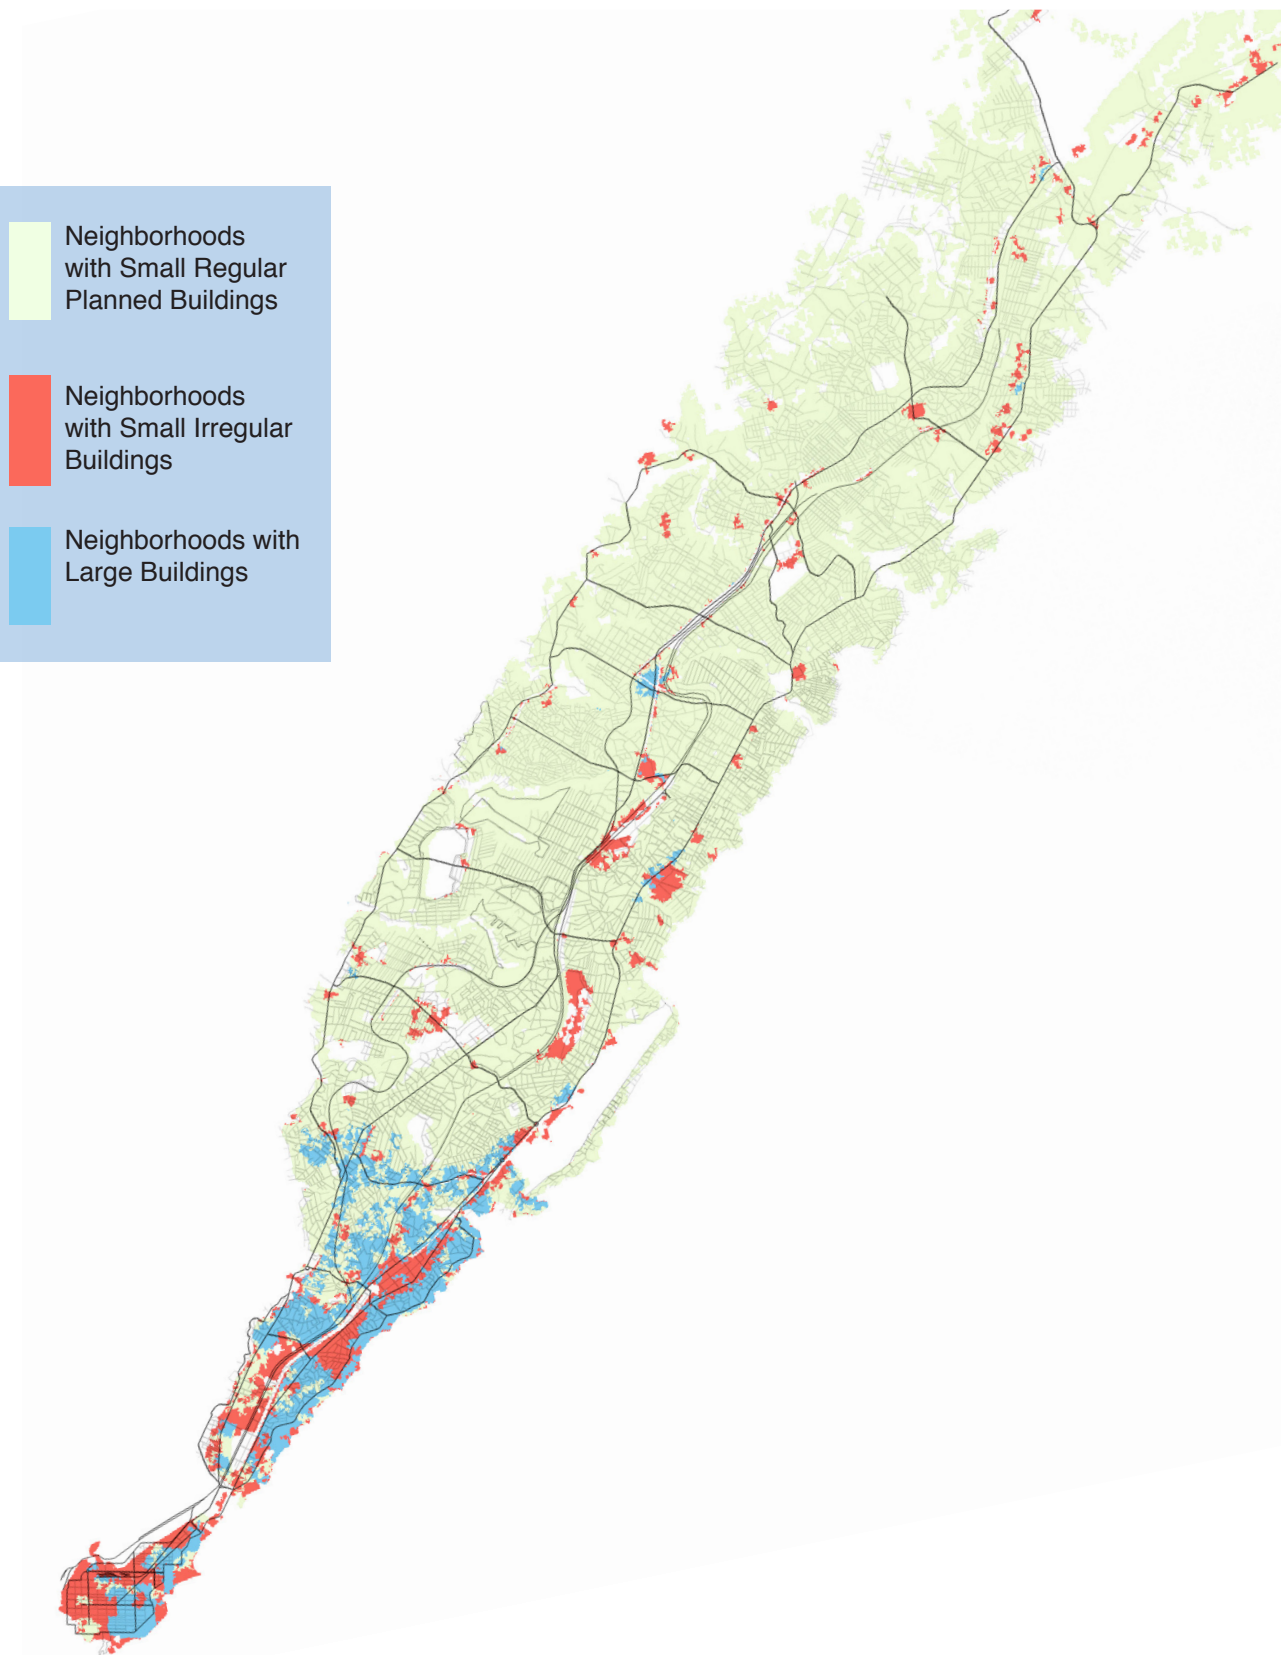 Neighborhoods
with Small Regular
Planned Buildings
Neighborhoods
with Small Irregular
Buildings
Neighborhoods with
Large Buildings